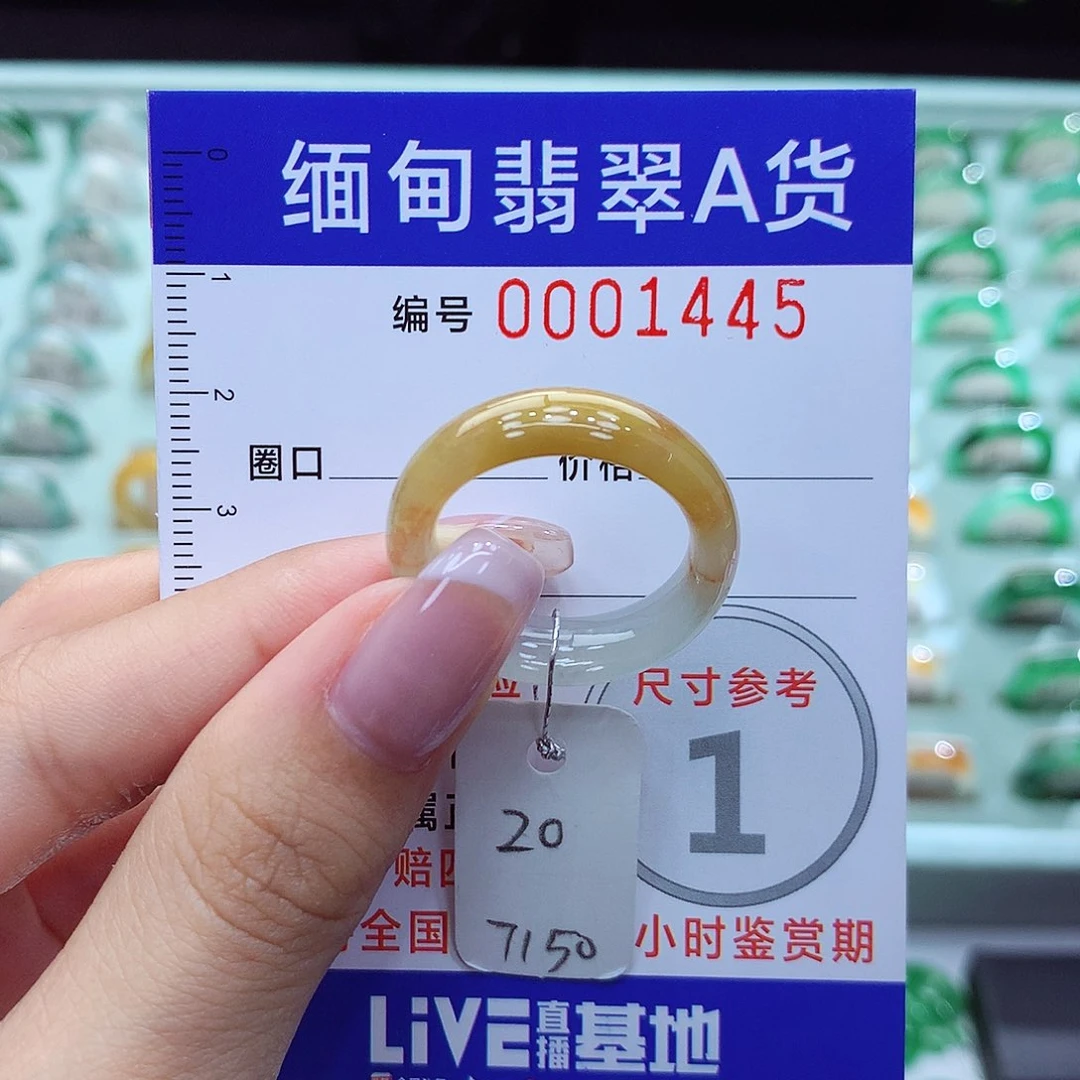 缅甸翡翠A货
0
1
2
3
编号 0001445
圈口 价格
尺寸参考
1
20
7150
赔
全国
小时鉴赏期
LiVE直播基地